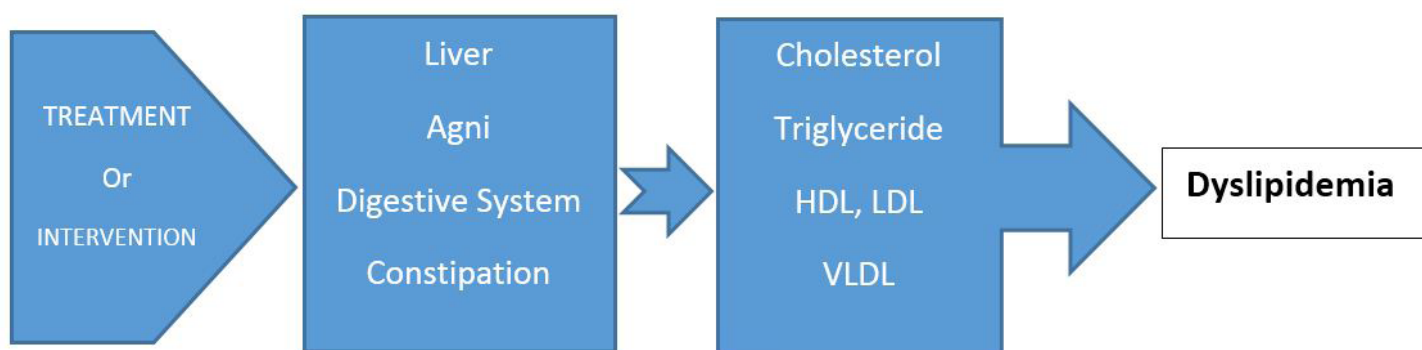 TREATMENT
Or
INTERVENTION
Liver
Agni
Digestive System
Constipation
Cholesterol
Triglyceride
HDL, LDL
VLDL
Dyslipidemia